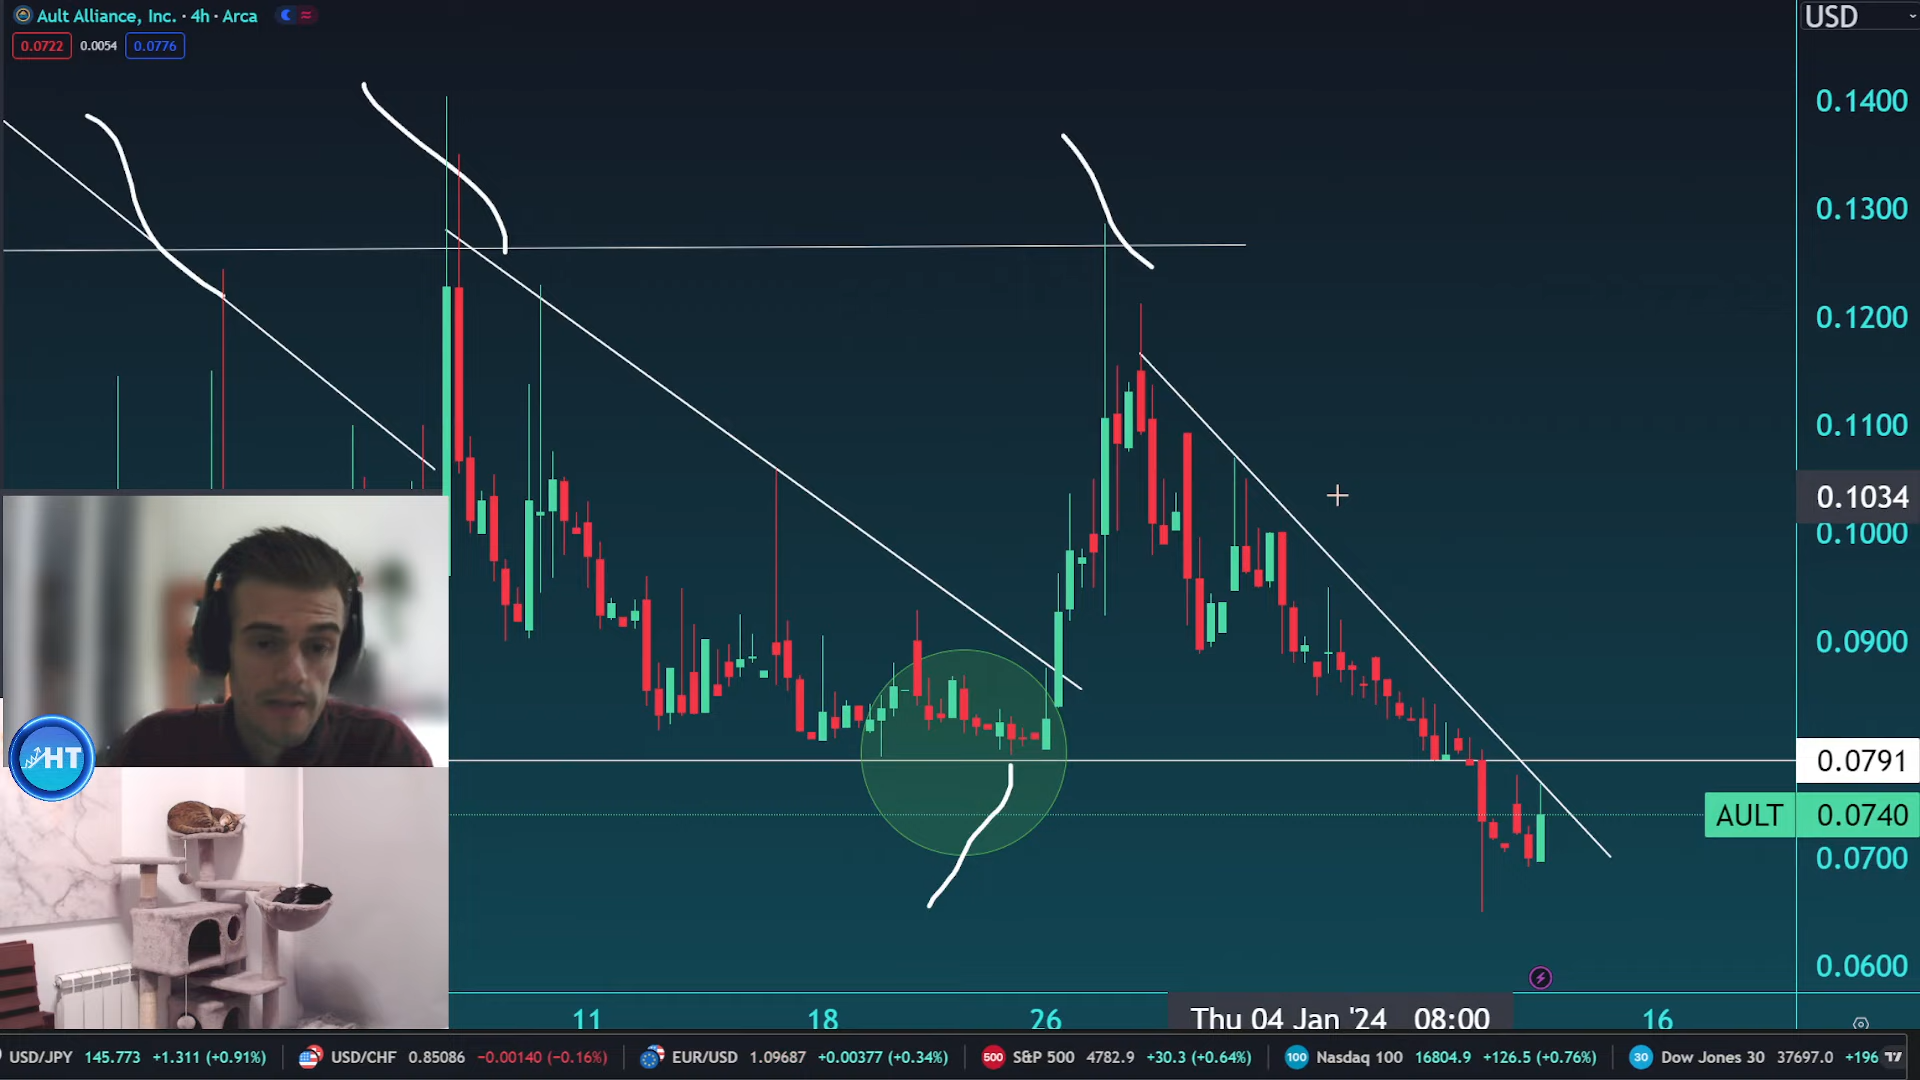 Ault Alliance, Inc. · 4h · Arca
USD
0.0722 0.0054 0.0776
0.1400
0.1300
0.1200
0.1100
0.1034
0.1000
0.0900
0.0791
AULT 0.0740
0.0700
0.0600
HT
11 18 26 Thu 04 Jan '24 08:00 16
USD/JPY 145.773 +1.311 (+0.91%) USD/CHF 0.85086 −0.00140 (−0.16%) EUR/USD 1.09687 +0.00377 (+0.34%) 500 S&P 500 4782.9 +30.3 (+0.64%) 100 Nasdaq 100 16804.9 +126.5 (+0.76%) 30 Dow Jones 30 37697.0 +196